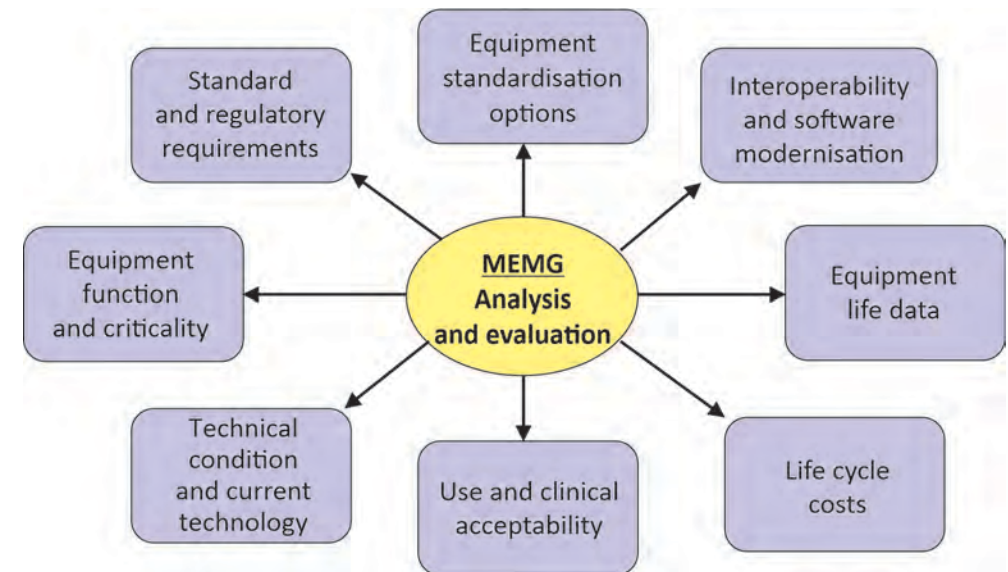 Equipment
standardisation
options
Standard
and regulatory
requirements
Interoperability
and software
modernisation
Equipment
function
and criticality
MEMG
Analysis
and evaluation
Equipment
life data
Technical
condition
and current
technology
Use and clinical
acceptability
Life cycle
costs